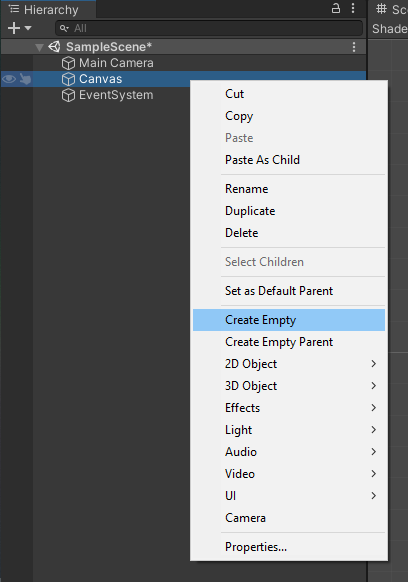 Hierarchy
Sce
All
Shade
SampleScene*
Main Camera
Canvas
EventSystem
Cut
Copy
Paste
Paste As Child
Rename
Duplicate
Delete
Select Children
Set as Default Parent
Create Empty
Create Empty Parent
2D Object
3D Object
Effects
Light
Audio
Video
UI
Camera
Properties...